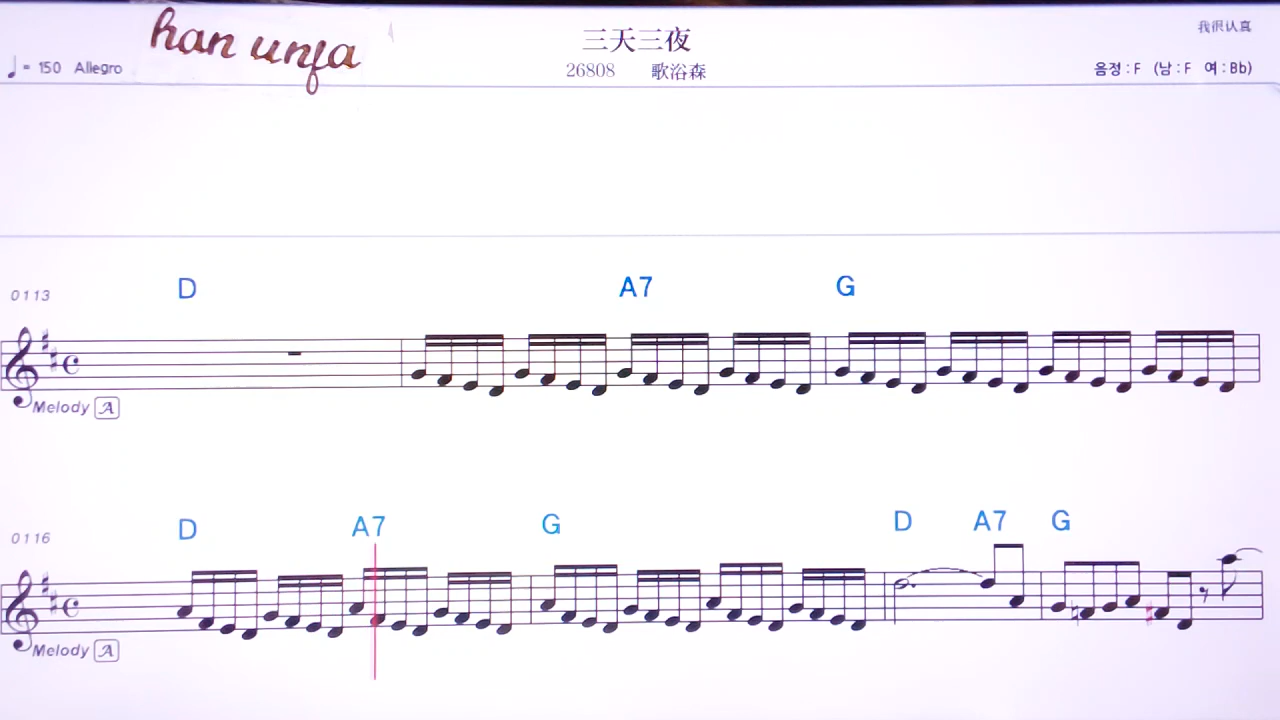 han unfa
三天三夜
我很认真
♩= 150 Allegro
26808 歌浴森
음정 : F (남 : F 여 : Bb)
D A7 G
0113
Melody A
D A7 G D A7 G
0116
Melody A